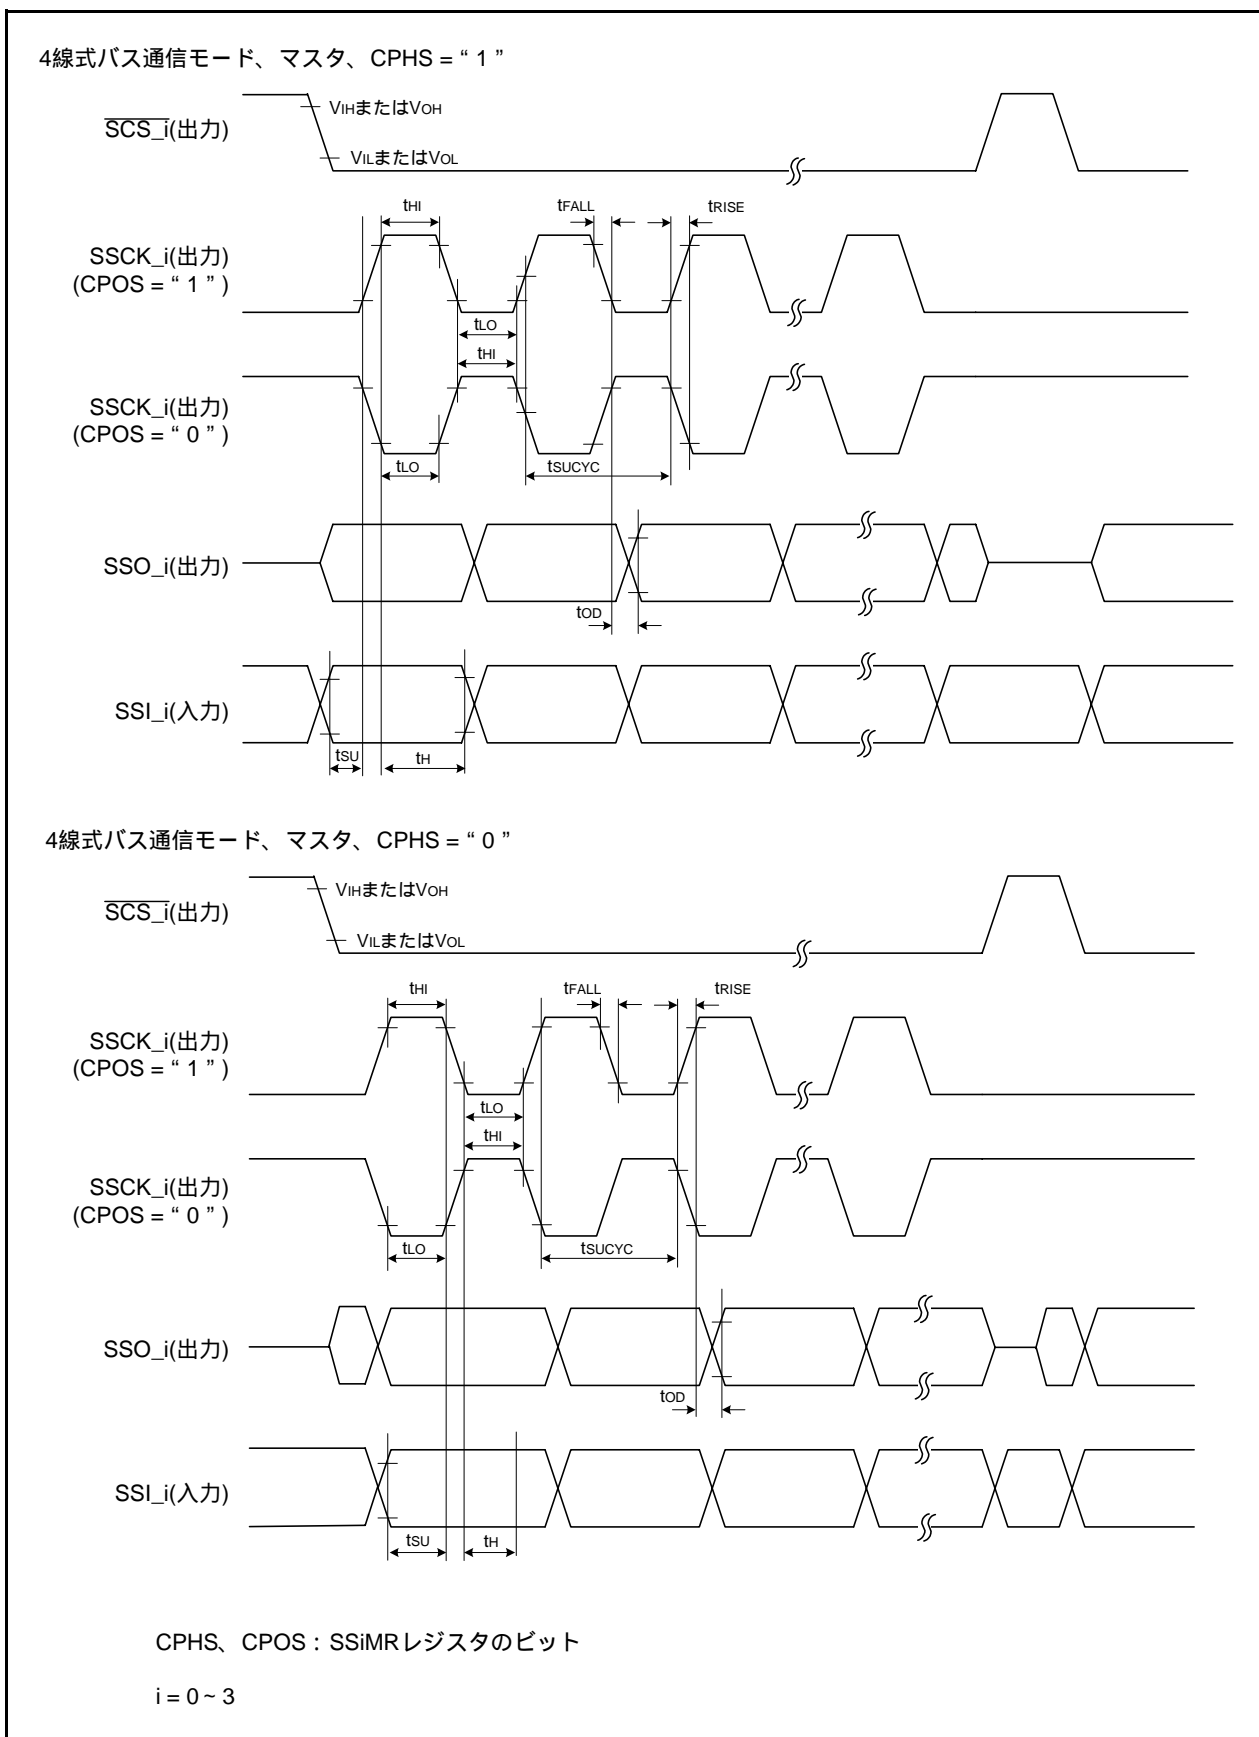 4線式バス通信モード、マスタ、CPHS = “ 1 ”
VIHまたはVOH
SCS_i(出力)
VILまたはVOL
tHI
tFALL
tRISE
SSCK_i(出力)
(CPOS = “ 1 ” )
tLO
tHI
SSCK_i(出力)
(CPOS = “ 0 ” )
tLO
tSUCYC
SSO_i(出力)
tOD
SSI_i(入力)
tSU
tH
4線式バス通信モード、マスタ、CPHS = “ 0 ”
VIHまたはVOH
SCS_i(出力)
VILまたはVOL
tHI
tFALL
tRISE
SSCK_i(出力)
(CPOS = “ 1 ” )
tLO
tHI
SSCK_i(出力)
(CPOS = “ 0 ” )
tLO
tSUCYC
SSO_i(出力)
tOD
SSI_i(入力)
tSU
tH
CPHS、CPOS : SSiMRレジスタのビット
i = 0 ~ 3